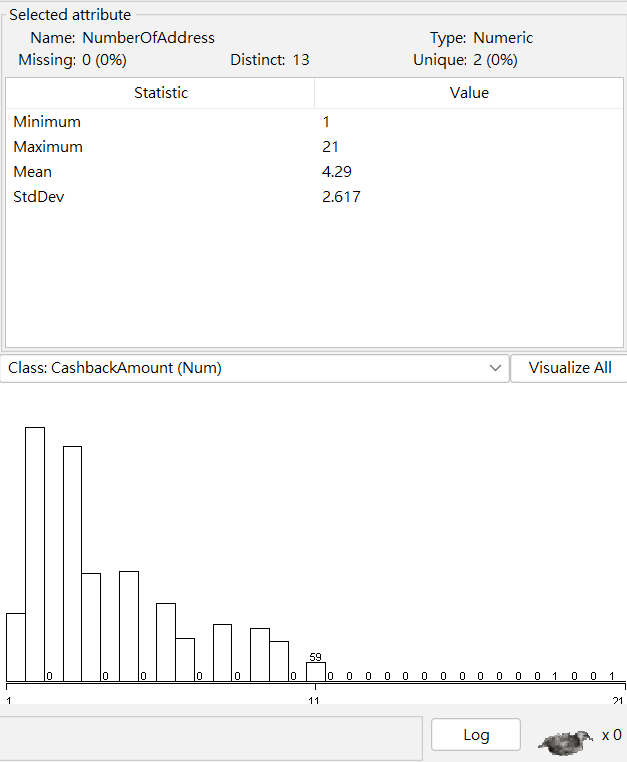 Selected attribute
Name: NumberOfAddress Type: Numeric
Missing: 0 (0%) Distinct: 13 Unique: 2 (0%)
Statistic Value
Minimum 1
Maximum 21
Mean 4.29
StdDev 2.617
Class: CashbackAmount (Num) Visualize All
59
0 0 0 0 0 0 0 0 0 0 0 0 0 0 0 0 0 0 1 0 0 1
1 11 21
Log x 0